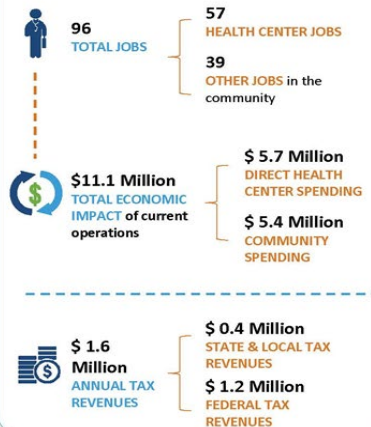 96
TOTAL JOBS
57
HEALTH CENTER JOBS
39
OTHER JOBS in the
community
$11.1 Million
TOTAL ECONOMIC
IMPACT of current
operations
$ 5.7 Million
DIRECT HEALTH
CENTER SPENDING
$ 5.4 Million
COMMUNITY
SPENDING
$ 1.6
Million
ANNUAL TAX
REVENUES
$ 0.4 Million
STATE & LOCAL TAX
REVENUES
$ 1.2 Million
FEDERAL TAX
REVENUES